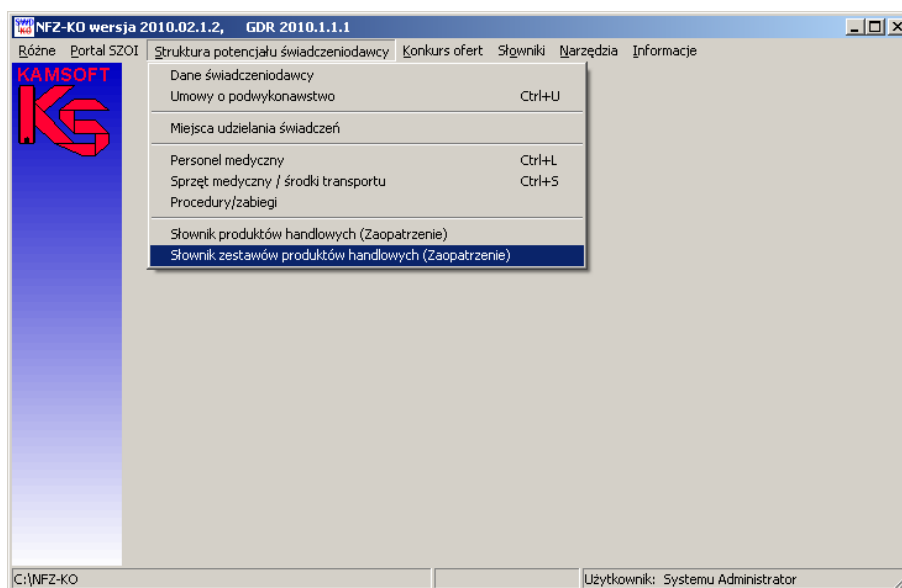 NFZ-KO wersja 2010.02.1.2, GDR 2010.1.1.1
Różne Portal SZOI Struktura potencjału świadczeniodawcy Konkurs ofert Słowniki Narzędzia Informacje
KAMSOFT
Dane świadczeniodawcy
Umowy o podwykonawstwo Ctrl+U
Miejsca udzielania świadczeń
Personel medyczny Ctrl+L
Sprzęt medyczny / środki transportu Ctrl+S
Procedury/zabiegi
Słownik produktów handlowych (Zaopatrzenie)
Słownik zestawów produktów handlowych (Zaopatrzenie)
C:\NFZ-KO Użytkownik: Systemu Administrator